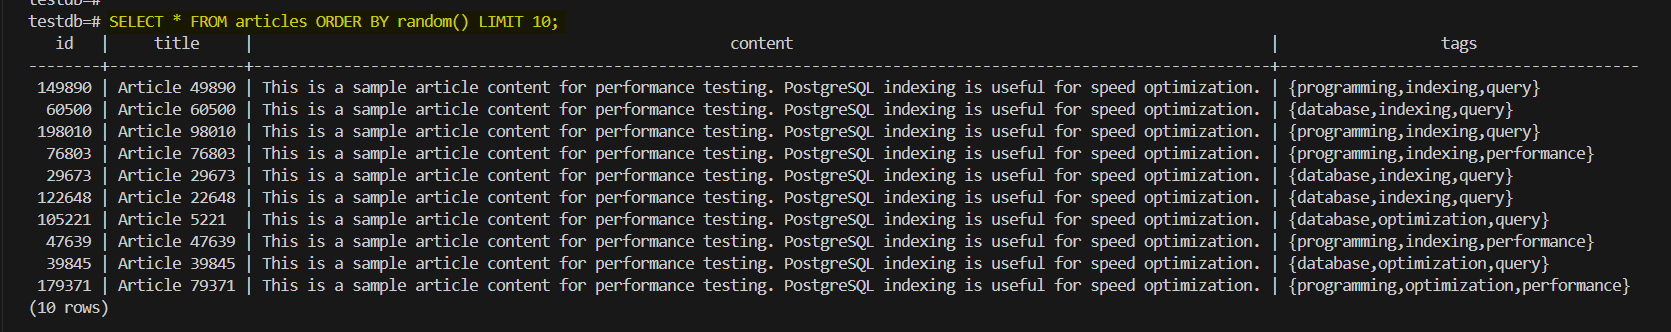 testdb=#
testdb=# SELECT * FROM articles ORDER BY random() LIMIT 10;
   id   |     title     |                                                     content                                                     |                  tags
--------+---------------+-----------------------------------------------------------------------------------------------------------------+----------------------------------------
 149890 | Article 49890 | This is a sample article content for performance testing. PostgreSQL indexing is useful for speed optimization. | {programming,indexing,query}
  60500 | Article 60500 | This is a sample article content for performance testing. PostgreSQL indexing is useful for speed optimization. | {database,indexing,query}
 198010 | Article 98010 | This is a sample article content for performance testing. PostgreSQL indexing is useful for speed optimization. | {programming,indexing,query}
  76803 | Article 76803 | This is a sample article content for performance testing. PostgreSQL indexing is useful for speed optimization. | {programming,indexing,performance}
  29673 | Article 29673 | This is a sample article content for performance testing. PostgreSQL indexing is useful for speed optimization. | {database,indexing,query}
 122648 | Article 22648 | This is a sample article content for performance testing. PostgreSQL indexing is useful for speed optimization. | {database,indexing,query}
 105221 | Article 5221  | This is a sample article content for performance testing. PostgreSQL indexing is useful for speed optimization. | {database,optimization,query}
  47639 | Article 47639 | This is a sample article content for performance testing. PostgreSQL indexing is useful for speed optimization. | {programming,indexing,performance}
  39845 | Article 39845 | This is a sample article content for performance testing. PostgreSQL indexing is useful for speed optimization. | {database,optimization,query}
 179371 | Article 79371 | This is a sample article content for performance testing. PostgreSQL indexing is useful for speed optimization. | {programming,optimization,performance}
(10 rows)